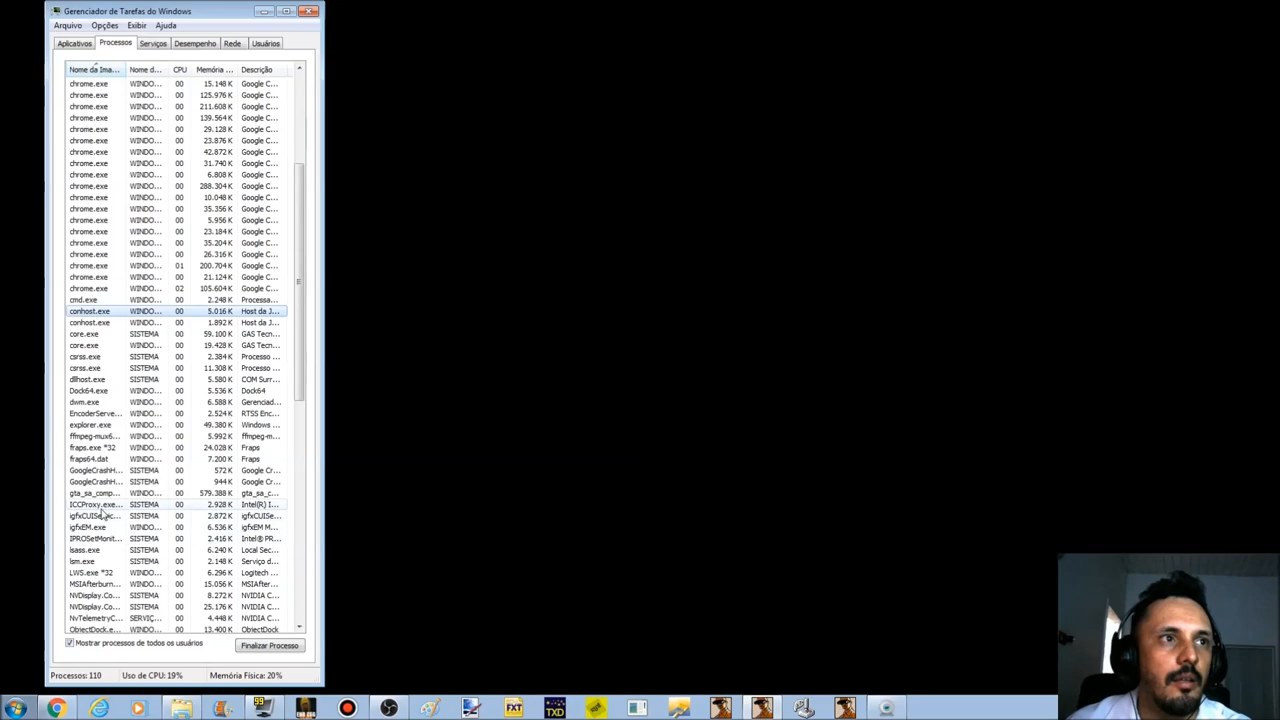 Gerenciador de Tarefas do Windows
Arquivo Opções Exibir Ajuda
Aplicativos Processos Serviços Desempenho Rede Usuários
Nome da Ima... Nome d... CPU Memória ... Descrição
chrome.exe WINDO... 00 15.148 K Google C...
chrome.exe WINDO... 00 125.976 K Google C...
chrome.exe WINDO... 00 211.608 K Google C...
chrome.exe WINDO... 00 139.564 K Google C...
chrome.exe WINDO... 00 29.128 K Google C...
chrome.exe WINDO... 00 23.876 K Google C...
chrome.exe WINDO... 00 42.872 K Google C...
chrome.exe WINDO... 00 31.740 K Google C...
chrome.exe WINDO... 00 6.808 K Google C...
chrome.exe WINDO... 00 288.304 K Google C...
chrome.exe WINDO... 00 10.048 K Google C...
chrome.exe WINDO... 00 35.356 K Google C...
chrome.exe WINDO... 00 5.956 K Google C...
chrome.exe WINDO... 00 23.184 K Google C...
chrome.exe WINDO... 00 35.204 K Google C...
chrome.exe WINDO... 00 26.316 K Google C...
chrome.exe WINDO... 01 200.704 K Google C...
chrome.exe WINDO... 00 21.124 K Google C...
chrome.exe WINDO... 02 105.604 K Google C...
cmd.exe WINDO... 00 2.248 K Processa...
conhost.exe WINDO... 00 5.016 K Host da J...
conhost.exe WINDO... 00 1.892 K Host da J...
core.exe SISTEMA 00 59.100 K GAS Tecn...
core.exe WINDO... 00 19.428 K GAS Tecn...
csrss.exe SISTEMA 00 2.384 K Processo ...
csrss.exe SISTEMA 00 11.308 K Processo ...
dllhost.exe SISTEMA 00 5.580 K COM Surr...
Dock64.exe WINDO... 00 5.536 K Dock64
dwm.exe WINDO... 00 6.588 K Gerenciad...
EncoderServe... WINDO... 00 2.524 K RTSS Enc...
explorer.exe WINDO... 00 49.380 K Windows ...
ffmpeg-mux6... WINDO... 00 5.992 K ffmpeg-m...
fraps.exe *32 WINDO... 00 24.028 K Fraps
fraps64.dat WINDO... 00 7.200 K Fraps
GoogleCrashH... SISTEMA 00 572 K Google Cr...
GoogleCrashH... SISTEMA 00 944 K Google Cr...
gta_sa_comp... WINDO... 00 579.388 K gta_sa_c...
ICCProxy.exe... SISTEMA 00 2.928 K Intel(R) I...
igfxCUIServic... SISTEMA 00 2.872 K igfxCUISe...
igfxEM.exe WINDO... 00 6.536 K igfxEM M...
IPROSetMonit... SISTEMA 00 2.416 K Intel® PR...
lsass.exe SISTEMA 00 6.240 K Local Sec...
lsm.exe SISTEMA 00 2.148 K Serviço d...
LWS.exe *32 WINDO... 00 6.296 K Logitech ...
MSIAfterburn... WINDO... 00 15.056 K MSIAfter...
NVDisplay.Co... SISTEMA 00 8.272 K NVIDIA C...
NVDisplay.Co... SISTEMA 00 25.176 K NVIDIA C...
NvTelemetryC... SERVIÇ... 00 4.448 K NVIDIA C...
ObjectDock.e... WINDO... 00 13.400 K ObjectDock
Mostrar processos de todos os usuários Finalizar Processo
Processos: 110 Uso de CPU: 19% Memória Física: 20%
99 FXT TXD